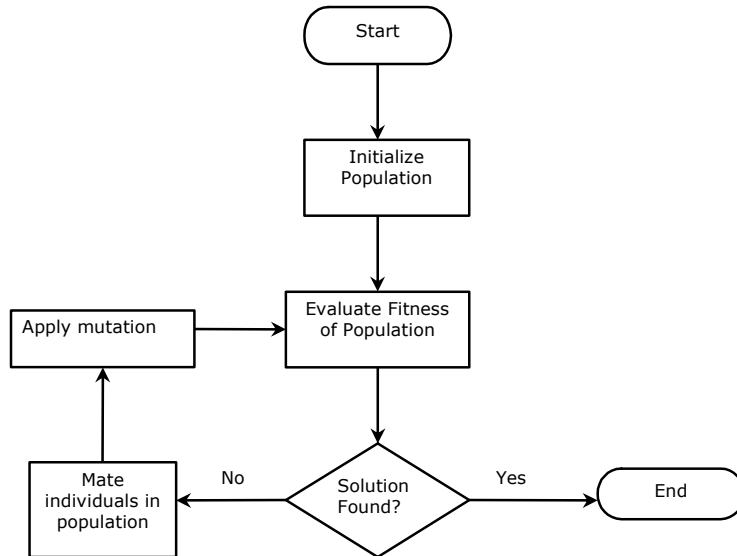 Start
Initialize
Population
Evaluate Fitness
of Population
Apply mutation
Solution
Found?
No
Yes
Mate
individuals in
population
End